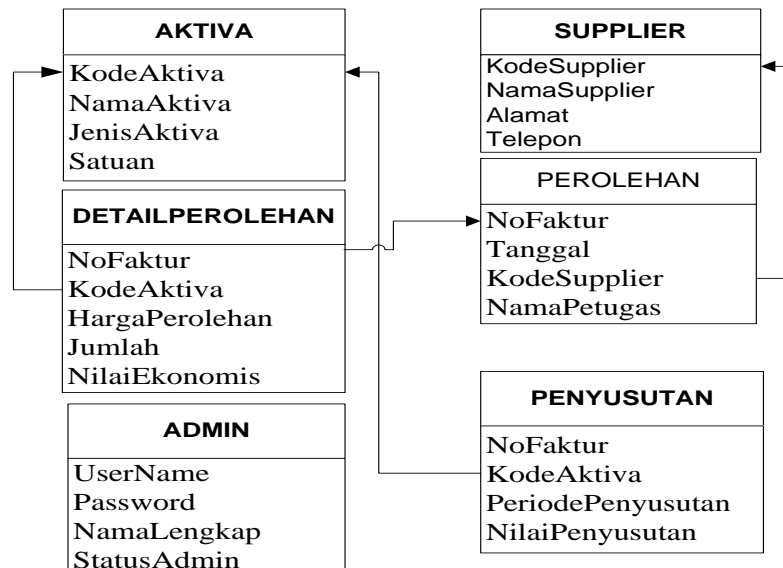 AKTIVA
KodeAktiva
NamaAktiva
JenisAktiva
Satuan
SUPPLIER
KodeSupplier
NamaSupplier
Alamat
Telepon
DETAILPEROLEHAN
NoFaktur
KodeAktiva
HargaPerolehan
Jumlah
NilaiEkonomis
PEROLEHAN
NoFaktur
Tanggal
KodeSupplier
NamaPetugas
ADMIN
UserName
Password
NamaLengkap
StatusAdmin
PENYUSUTAN
NoFaktur
KodeAktiva
PeriodePenyusutan
NilaiPenyusutan